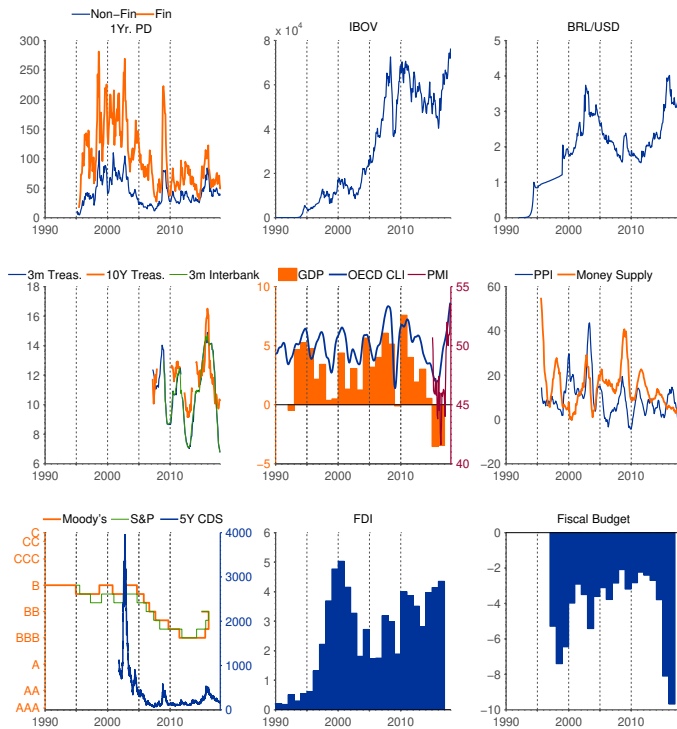 Non-Fin Fin
1Yr. PD
300
250
200
150
100
50
0
1990 2000 2010
IBOV
x 10^4
8
6
4
2
0
1990 2000 2010
BRL/USD
5
4
3
2
1
0
1990 2000 2010
3m Treas. 10Y Treas. 3m Interbank
18
16
14
12
10
8
6
1990 2000 2010
GDP OECD CLI PMI
10
5
0
−5
55
50
45
40
1990 2000 2010
PPI Money Supply
60
40
20
0
−20
1990 2000 2010
Moody's S&P 5Y CDS
C
CC
CCC
B
BB
BBB
A
AA
AAA
4000
3000
2000
1000
0
1990 2000 2010
FDI
6
5
4
3
2
1
0
1990 2000 2010
Fiscal Budget
0
−2
−4
−6
−8
−10
1990 2000 2010